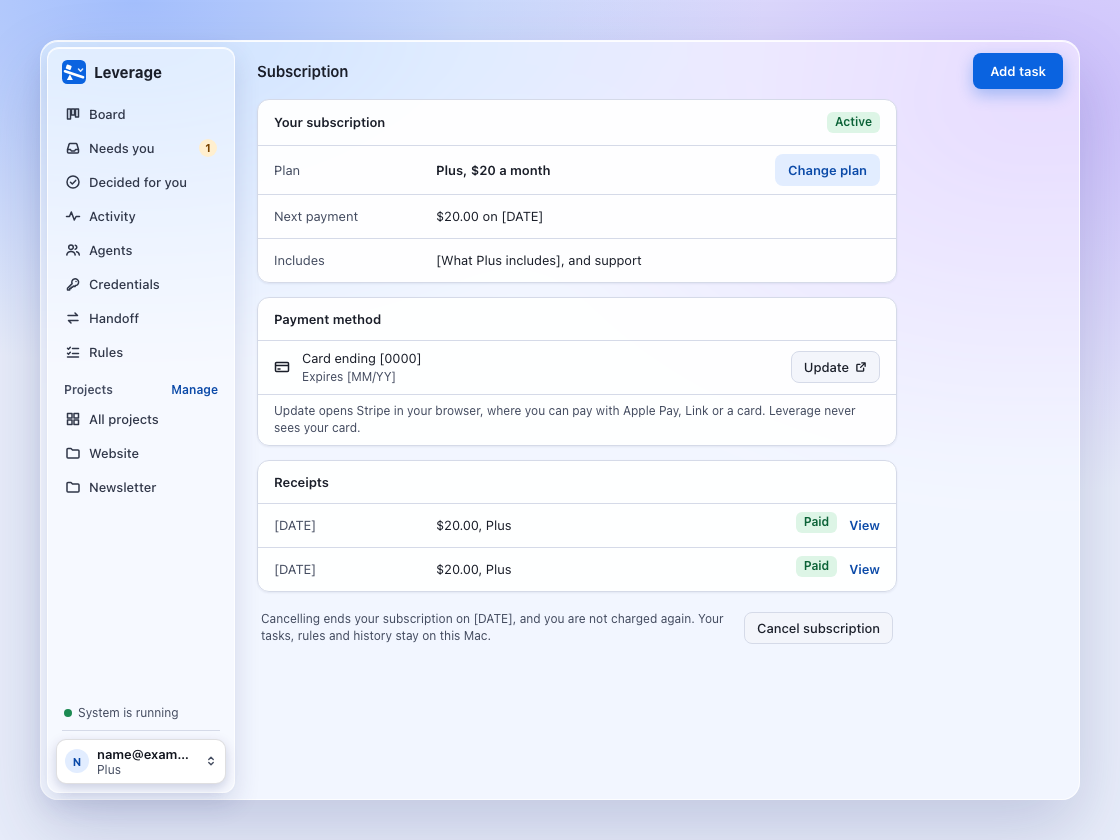 Leverage
Board
Needs you 1
Decided for you
Activity
Agents
Credentials
Handoff
Rules
Projects Manage
All projects
Website
Newsletter
System is running
N
name@exam...
Plus
Subscription
Add task
Your subscription Active
Plan Plus, $20 a month Change plan
Next payment $20.00 on [DATE]
Includes [What Plus includes], and support
Payment method
Card ending [0000]
Expires [MM/YY]
Update
Update opens Stripe in your browser, where you can pay with Apple Pay, Link or a card. Leverage never
sees your card.
Receipts
[DATE] $20.00, Plus Paid View
[DATE] $20.00, Plus Paid View
Cancelling ends your subscription on [DATE], and you are not charged again. Your
tasks, rules and history stay on this Mac.
Cancel subscription